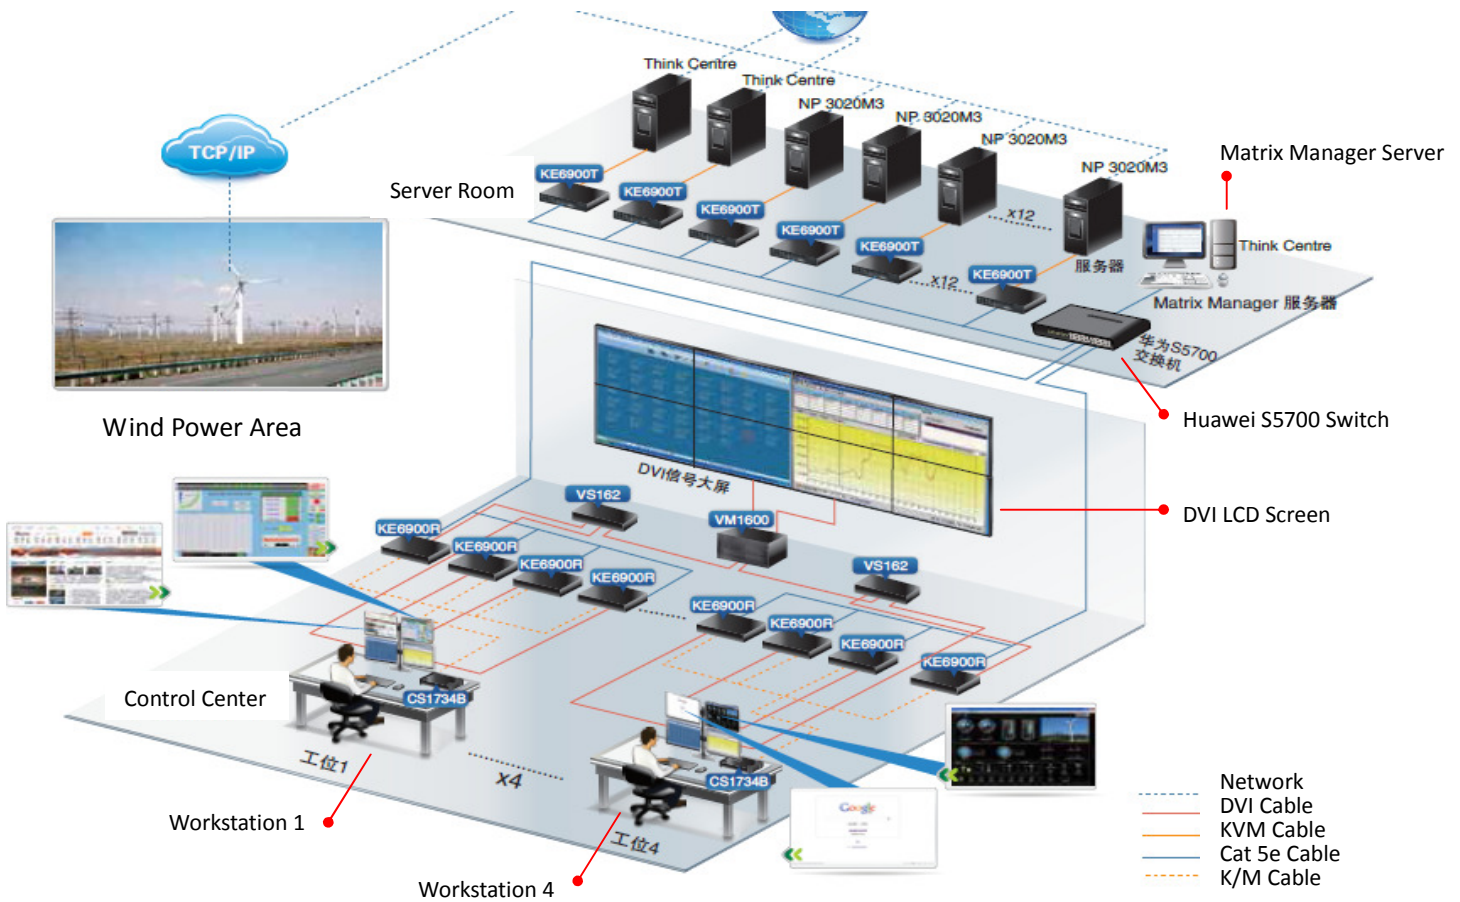 Think Centre
Think Centre
NP 3020M3
NP 3020M3
NP 3020M3
NP 3020M3
TCP/IP
Server Room
KE6900T
KE6900T
KE6900T
KE6900T
KE6900T
KE6900T
x12
x12
服务器
Matrix Manager Server
Think Centre
Matrix Manager 服务器
华为S5700
交换机
Huawei S5700 Switch
Wind Power Area
DVI信号大屏
DVI LCD Screen
VS162
VM1600
VS162
KE6900R
KE6900R
KE6900R
KE6900R
KE6900R
KE6900R
KE6900R
KE6900R
Control Center
CS1734B
CS1734B
工位1
x4
工位4
Workstation 1
Workstation 4
Google
Network
DVI Cable
KVM Cable
Cat 5e Cable
K/M Cable